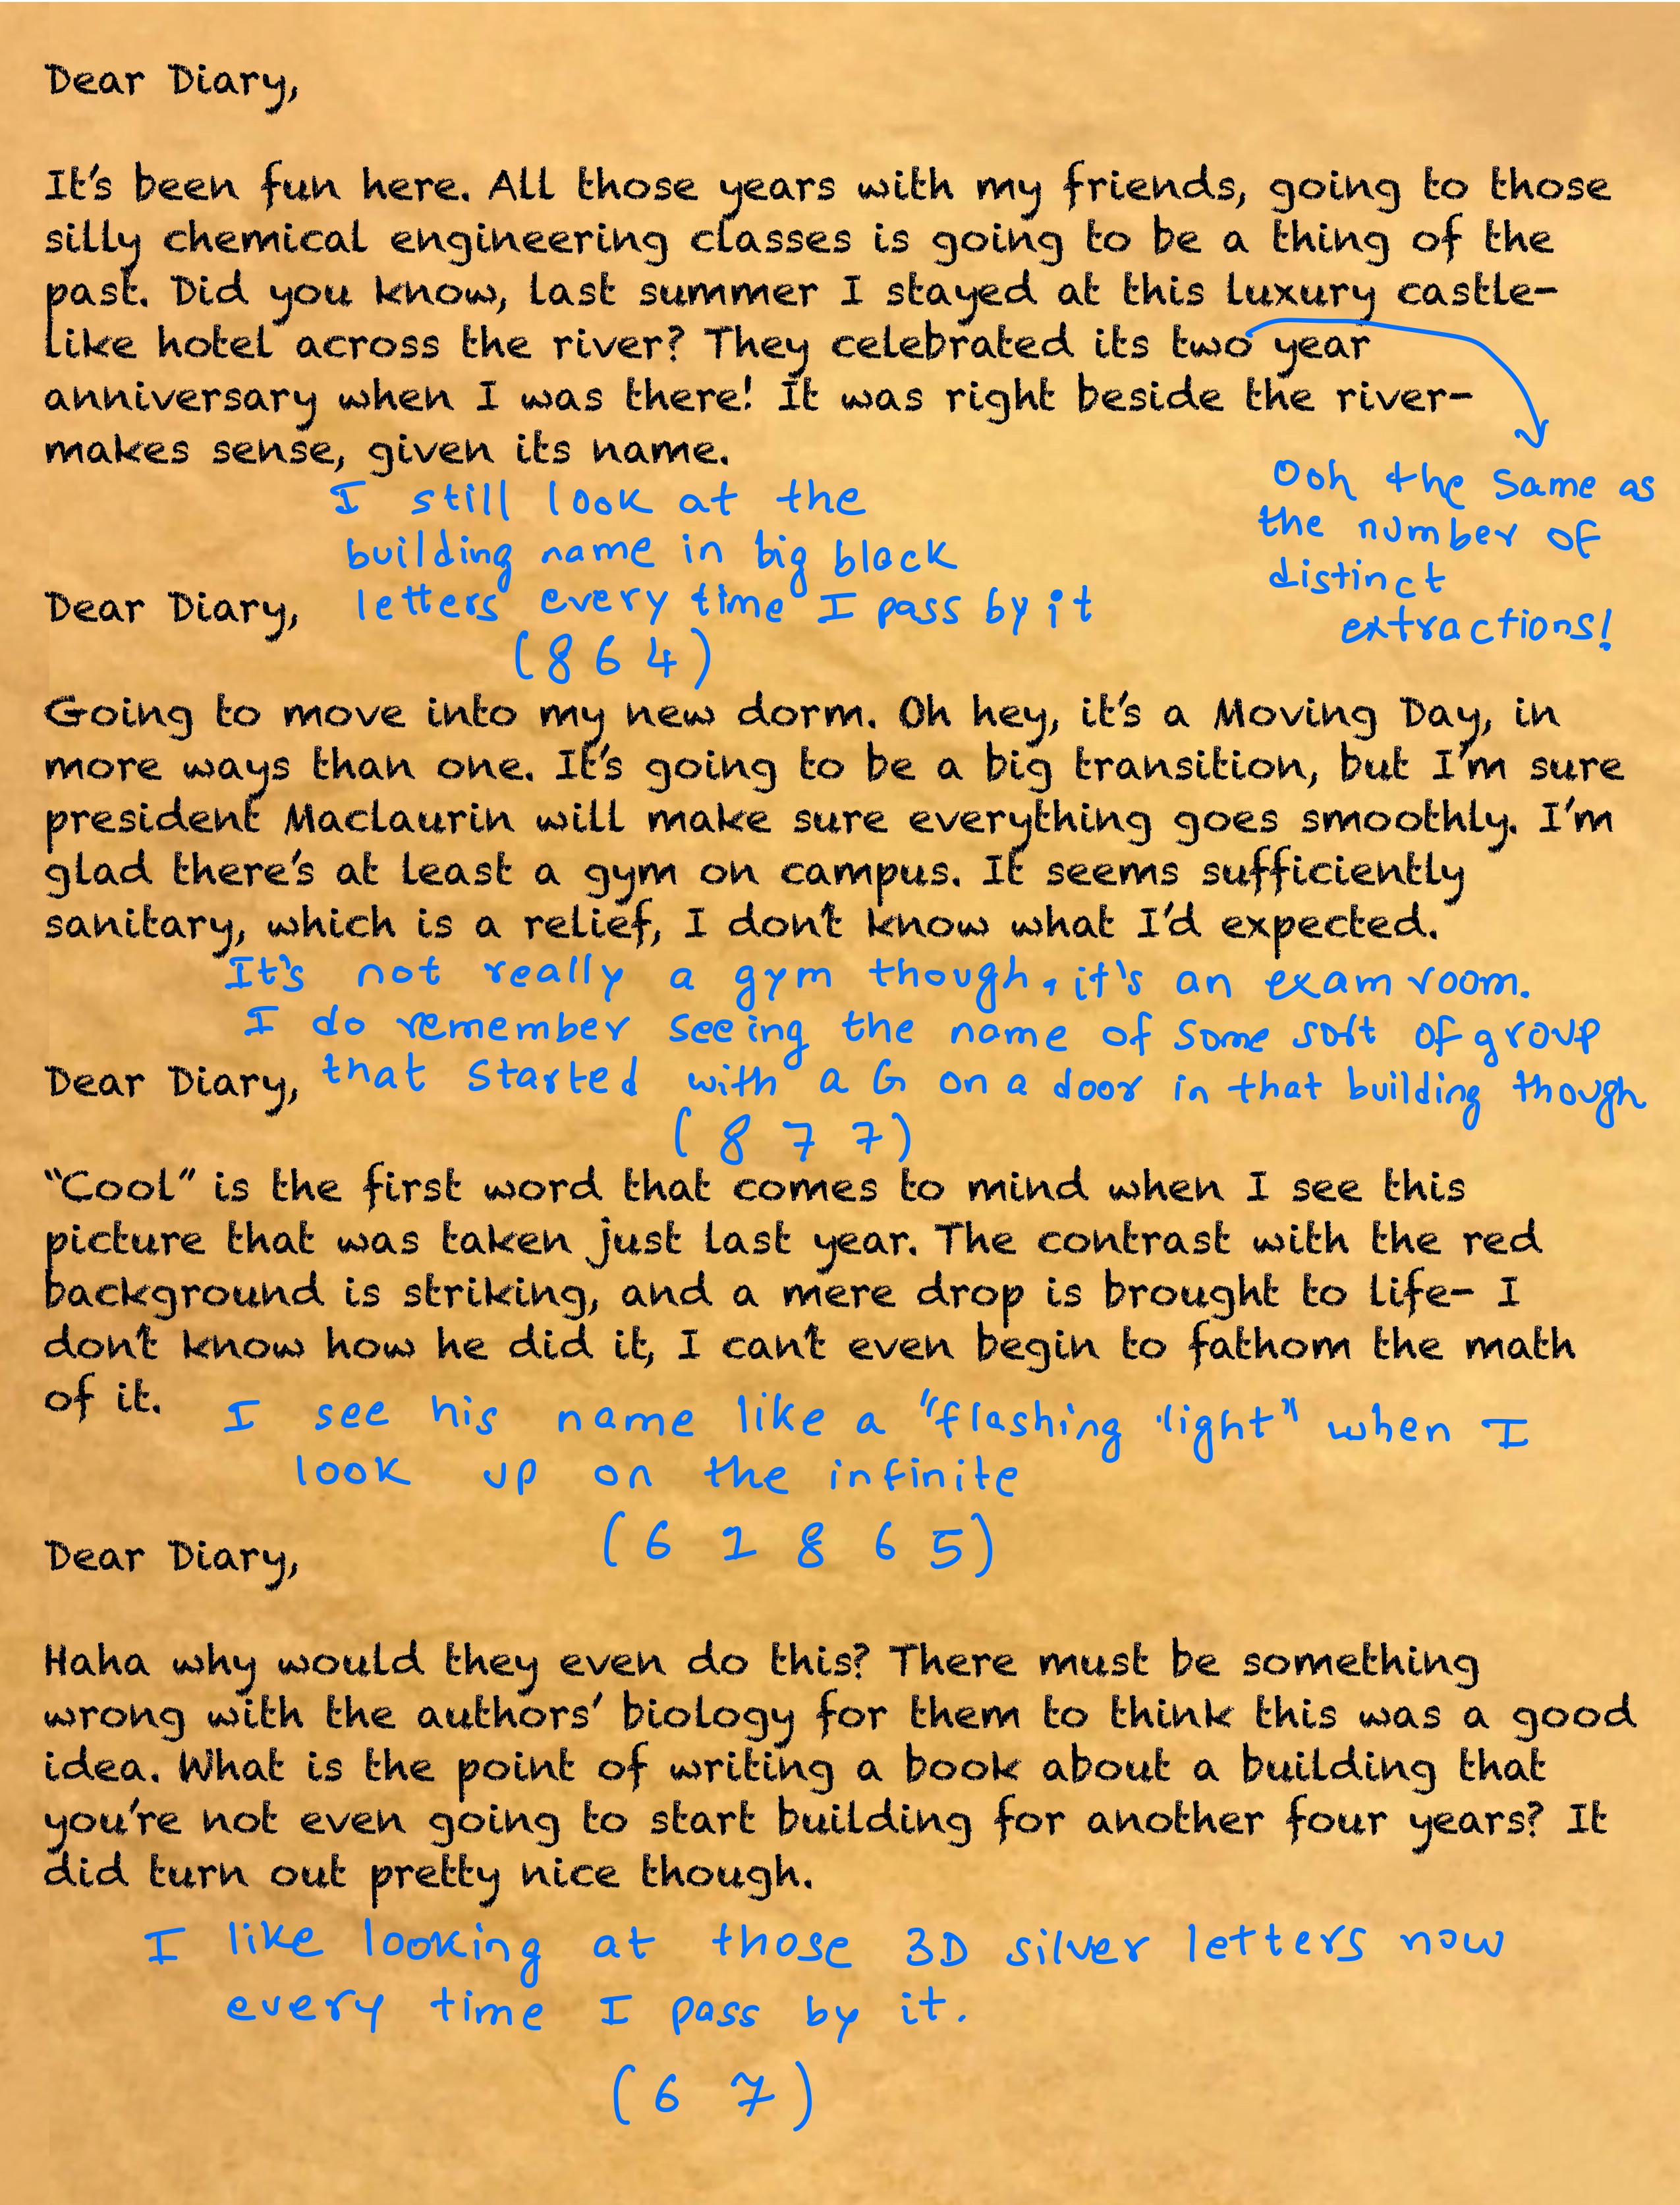 Dear Diary,
It's been fun here. All those years with my friends, going to those
silly chemical engineering classes is going to be a thing of the
past. Did you know, last summer I stayed at this luxury castle-
like hotel across the river? They celebrated its two year
anniversary when I was there! It was right beside the river-
makes sense, given its name.
Ooh the same as
the number of
distinct
extractions!
I still look at the
building name in big black
letters every time I pass by it
(8 6 4)
Dear Diary,
Going to move into my new dorm. Oh hey, it's a Moving Day, in
more ways than one. It's going to be a big transition, but I'm sure
president Maclaurin will make sure everything goes smoothly. I'm
glad there's at least a gym on campus. It seems sufficiently
sanitary, which is a relief, I don't know what I'd expected.
It's not really a gym though, it's an exam room.
I do remember seeing the name of some sort of group
that started with a G on a door in that building though
(8 7 7)
Dear Diary,
"Cool" is the first word that comes to mind when I see this
picture that was taken just last year. The contrast with the red
background is striking, and a mere drop is brought to life- I
don't know how he did it, I can't even begin to fathom the math
of it.
I see his name like a "flashing light" when I
look up on the infinite
(6 1 8 6 5)
Dear Diary,
Haha why would they even do this? There must be something
wrong with the authors' biology for them to think this was a good
idea. What is the point of writing a book about a building that
you're not even going to start building for another four years? It
did turn out pretty nice though.
I like looking at those 3D silver letters now
every time I pass by it.
(6 7)